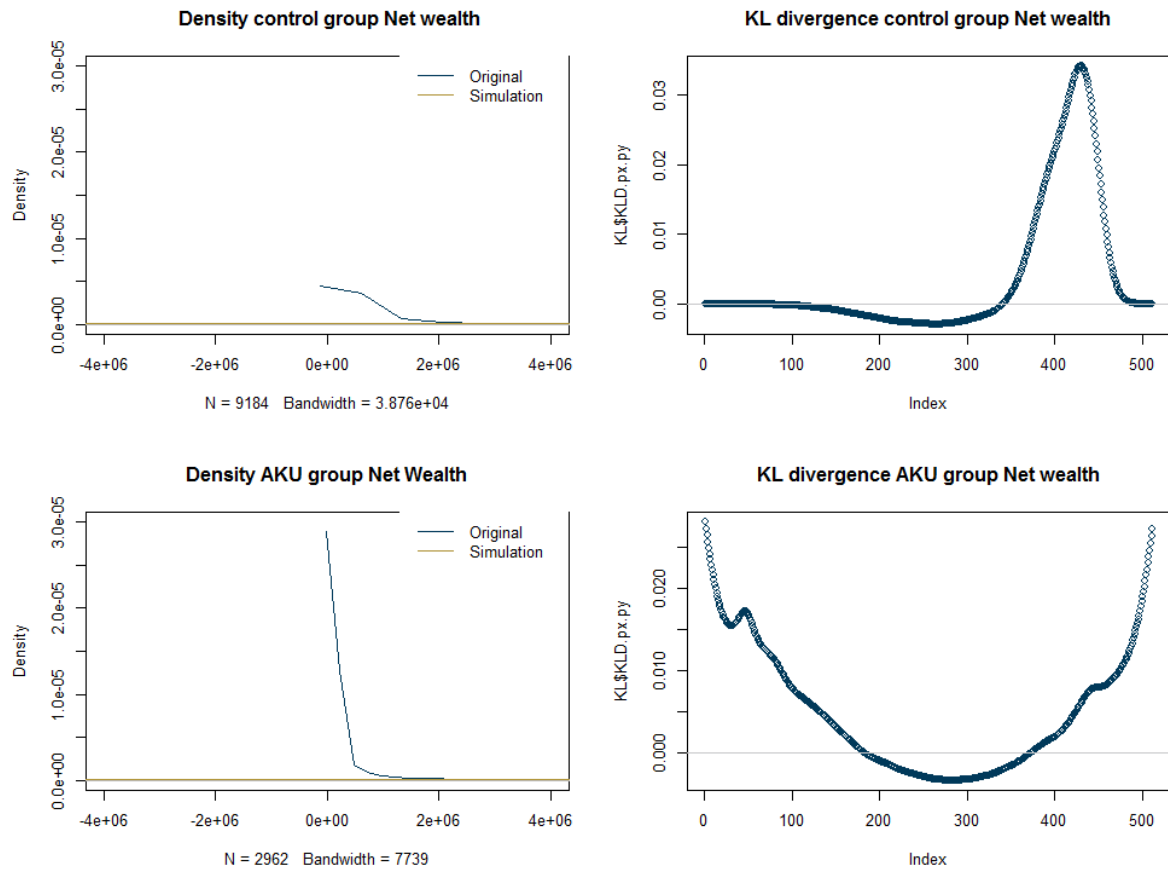 Density control group Net wealth
3.0e-05
2.0e-05
1.0e-05
0.0e+00
Density
Original
Simulation
-4e+06 -2e+06 0e+00 2e+06 4e+06
N = 9184 Bandwidth = 3.876e+04
KL divergence control group Net wealth
0.03
0.02
0.01
0.00
KL$KLD.px.py
0 100 200 300 400 500
Index
Density AKU group Net Wealth
3.0e-05
2.0e-05
1.0e-05
0.0e+00
Density
Original
Simulation
-4e+06 -2e+06 0e+00 2e+06 4e+06
N = 2962 Bandwidth = 7739
KL divergence AKU group Net wealth
0.020
0.010
0.000
KL$KLD.px.py
0 100 200 300 400 500
Index